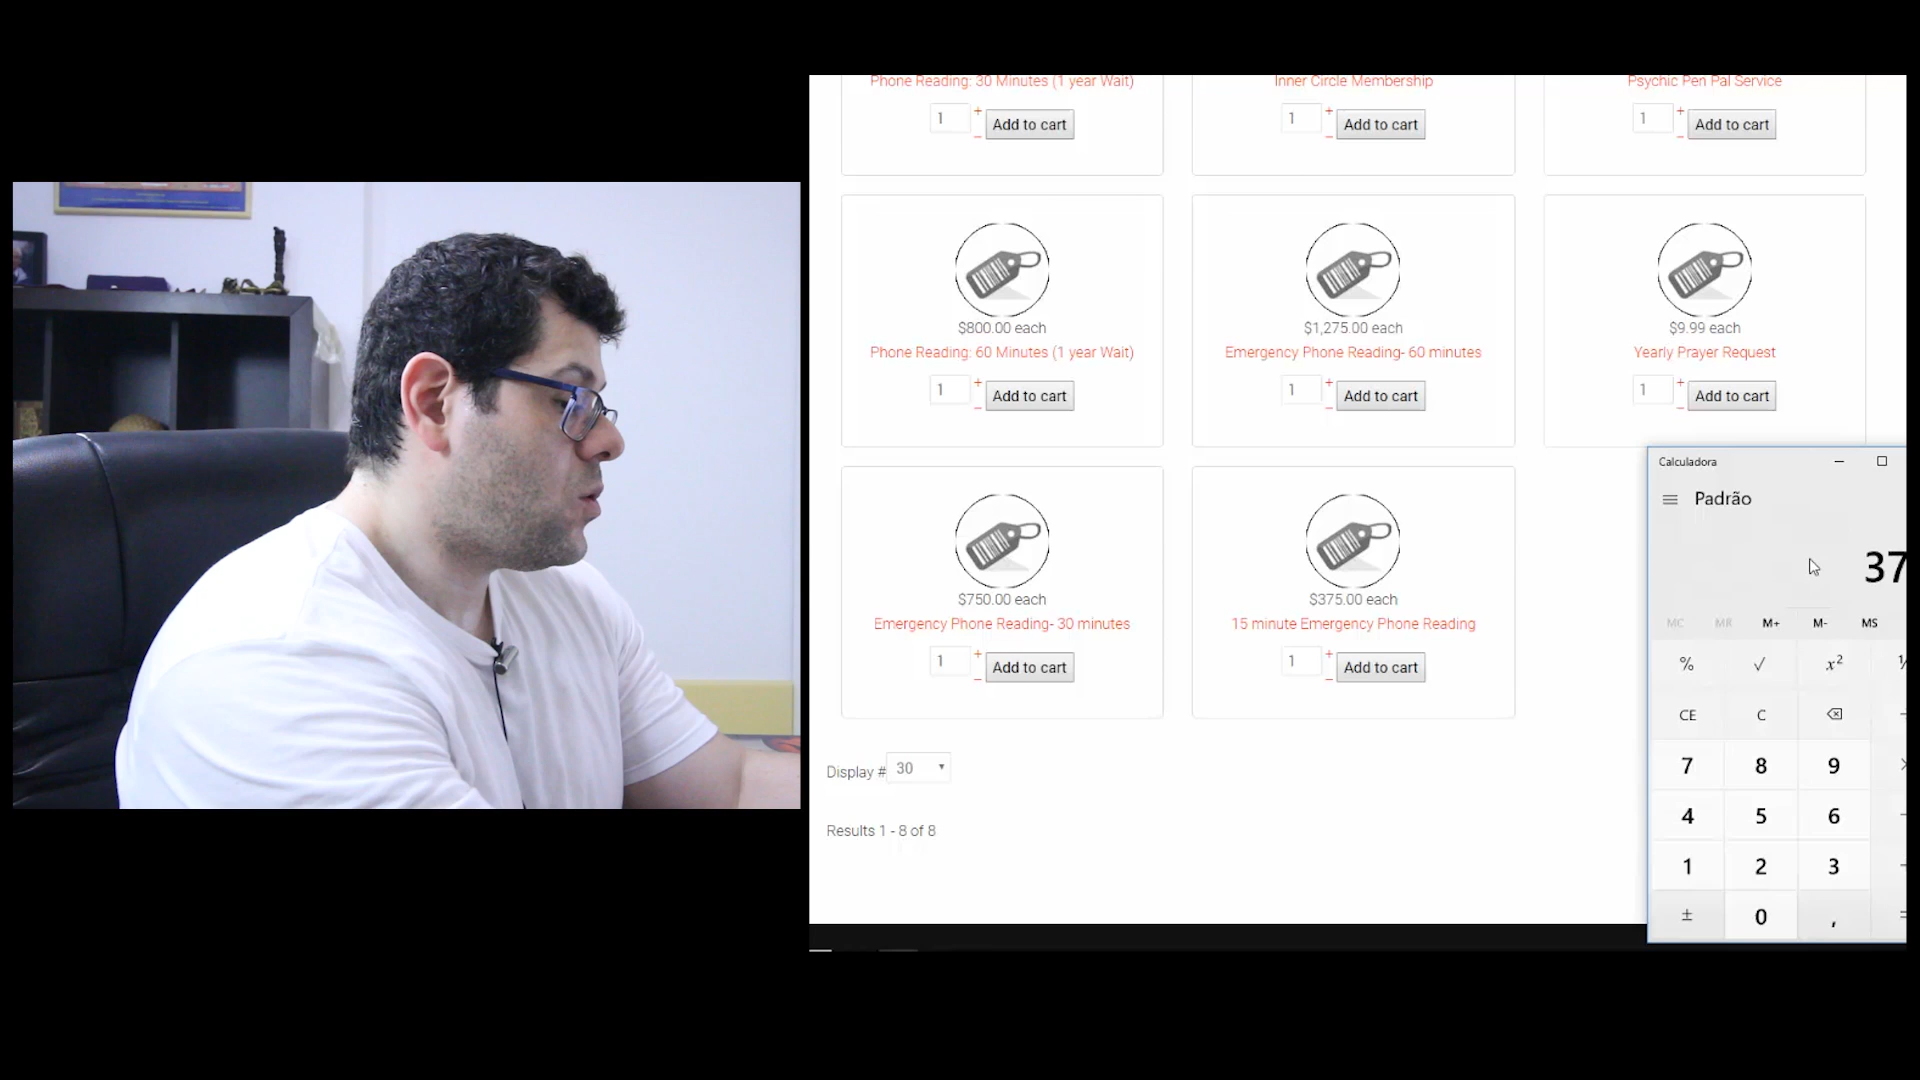 Phone Reading: 30 Minutes (1 year Wait)
Inner Circle Membership
Psychic Pen Pal Service
1
+
−
Add to cart
1
+
−
Add to cart
1
+
−
Add to cart
$800.00 each
$1,275.00 each
$9.99 each
Phone Reading: 60 Minutes (1 year Wait)
Emergency Phone Reading- 60 minutes
Yearly Prayer Request
1
+
−
Add to cart
1
+
−
Add to cart
1
+
−
Add to cart
$750.00 each
$375.00 each
Emergency Phone Reading- 30 minutes
15 minute Emergency Phone Reading
1
+
−
Add to cart
1
+
−
Add to cart
Display # 30
Results 1 - 8 of 8
Calculadora
Padrão
37
MC MR M+ M- MS
% √ x²
CE C
7 8 9
4 5 6
1 2 3
± 0 ,